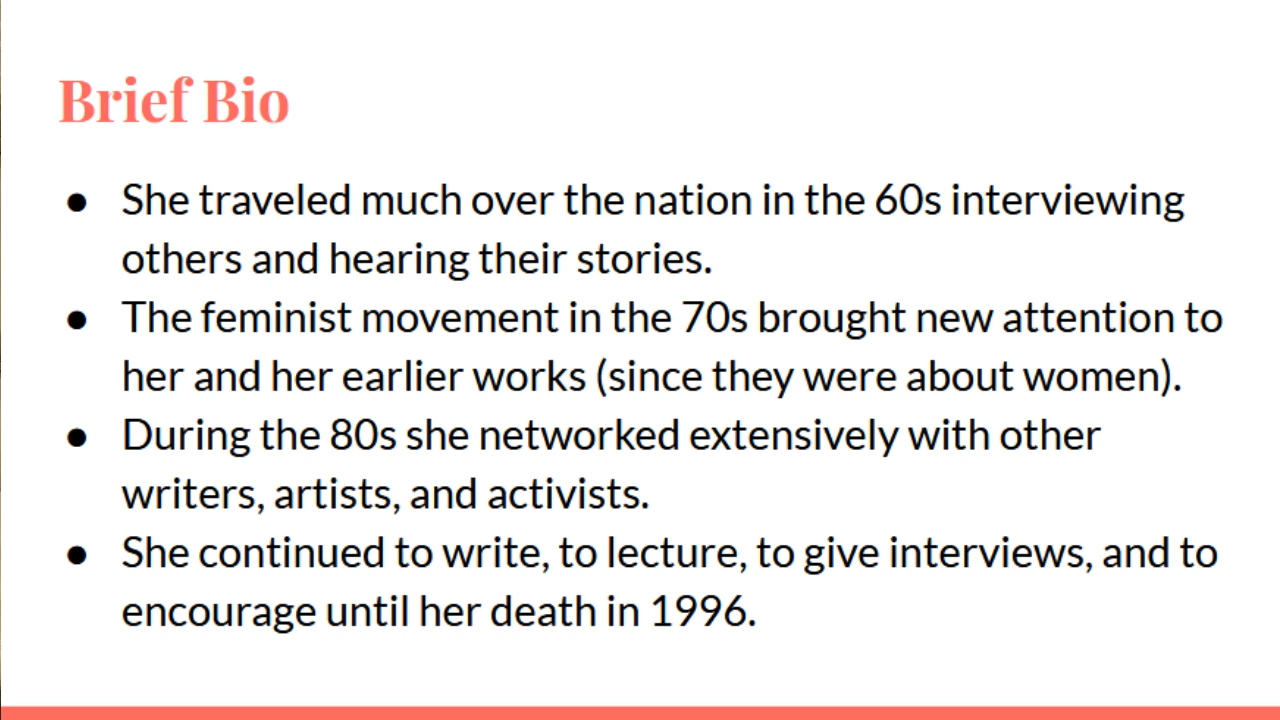 Brief Bio
● She traveled much over the nation in the 60s interviewing
others and hearing their stories.
● The feminist movement in the 70s brought new attention to
her and her earlier works (since they were about women).
● During the 80s she networked extensively with other
writers, artists, and activists.
● She continued to write, to lecture, to give interviews, and to
encourage until her death in 1996.